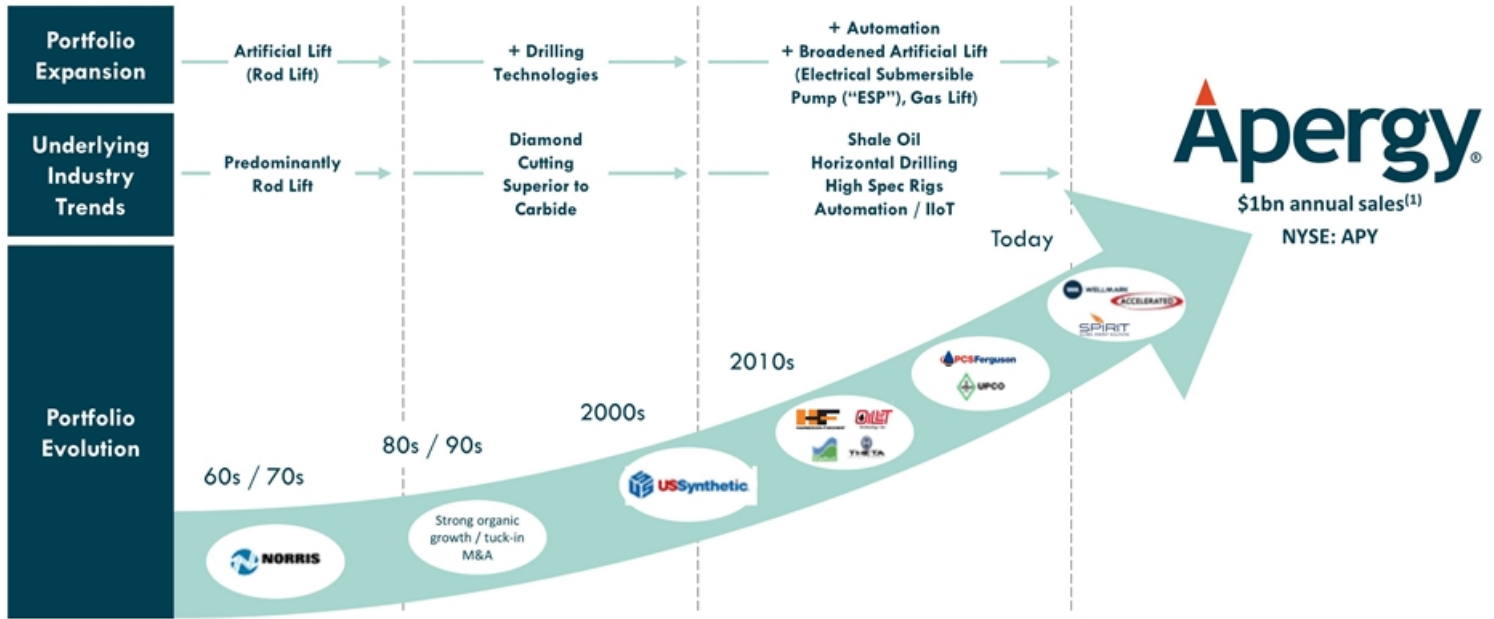 Portfolio
Expansion
Artificial Lift
(Rod Lift)
+ Drilling
Technologies
+ Automation
+ Broadened Artificial Lift
(Electrical Submersible
Pump (“ESP”), Gas Lift)
Underlying
Industry
Trends
Predominantly
Rod Lift
Diamond
Cutting
Superior to
Carbide
Shale Oil
Horizontal Drilling
High Spec Rigs
Automation / IIoT
Apergy®
$1bn annual sales(1)
NYSE: APY
Portfolio
Evolution
60s / 70s
80s / 90s
2000s
2010s
Today
NORRIS
Strong organic
growth / tuck-in
M&A
USSynthetic
HF
OILLIFT
THETA
PCSFerguson
UPCO
WELLMARK
ACCELERATED
SPIRIT